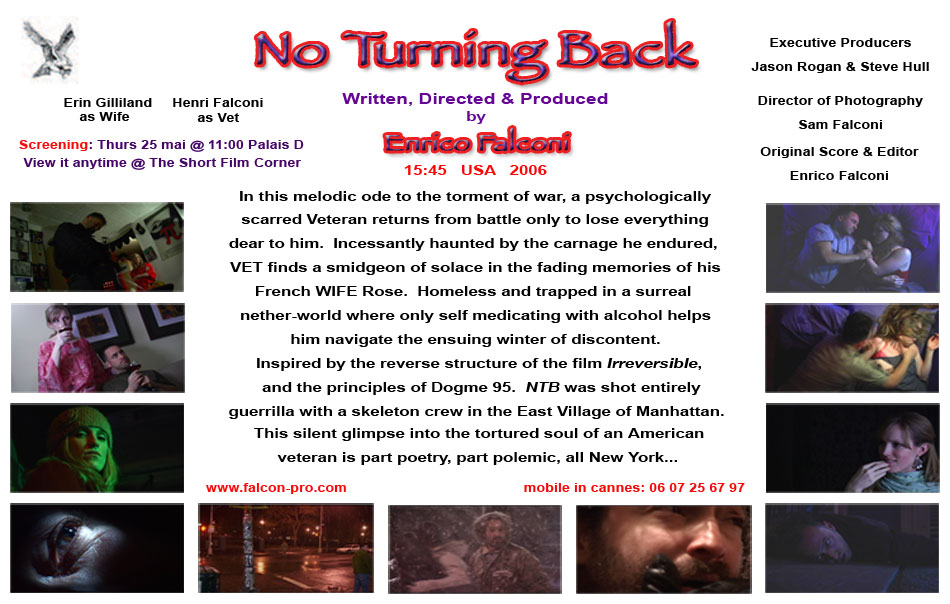 No Turning Back
Written, Directed & Produced
by
Enrico Falconi
15:45 USA 2006
Erin Gilliland
as Wife
Henri Falconi
as Vet
Screening: Thurs 25 mai @ 11:00 Palais D
View it anytime @ The Short Film Corner
Executive Producers
Jason Rogan & Steve Hull
Director of Photography
Sam Falconi
Original Score & Editor
Enrico Falconi
In this melodic ode to the torment of war, a psychologically
scarred Veteran returns from battle only to lose everything
dear to him. Incessantly haunted by the carnage he endured,
VET finds a smidgeon of solace in the fading memories of his
French WIFE Rose. Homeless and trapped in a surreal
nether-world where only self medicating with alcohol helps
him navigate the ensuing winter of discontent.
Inspired by the reverse structure of the film Irreversible,
and the principles of Dogme 95. NTB was shot entirely
guerrilla with a skeleton crew in the East Village of Manhattan.
This silent glimpse into the tortured soul of an American
veteran is part poetry, part polemic, all New York...
www.falcon-pro.com
mobile in cannes: 06 07 25 67 97